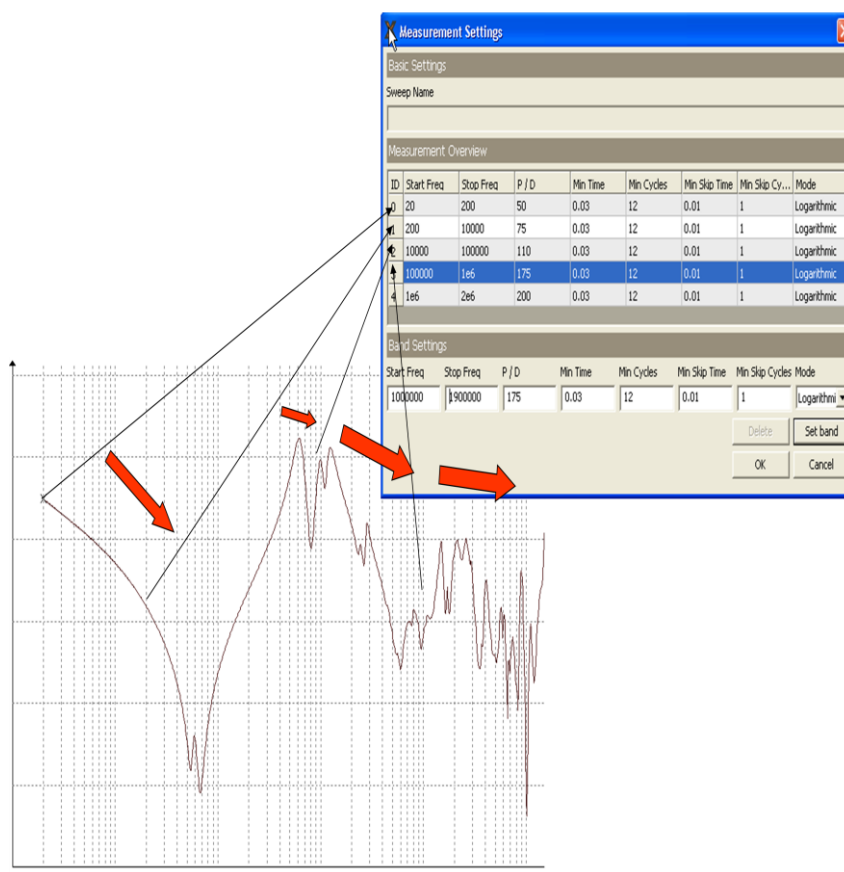 Measurement Settings
Basic Settings
Sweep Name
Measurement Overview
ID Start Freq Stop Freq P / D Min Time Min Cycles Min Skip Time Min Skip Cy... Mode
0 20 200 50 0.03 12 0.01 1 Logarithmic
1 200 10000 75 0.03 12 0.01 1 Logarithmic
2 10000 100000 110 0.03 12 0.01 1 Logarithmic
3 100000 1e6 175 0.03 12 0.01 1 Logarithmic
4 1e6 2e6 200 0.03 12 0.01 1 Logarithmic
Band Settings
Start Freq Stop Freq P / D Min Time Min Cycles Min Skip Time Min Skip Cycles Mode
1000000 1900000 175 0.03 12 0.01 1 Logarithmi
Delete Set band
OK Cancel